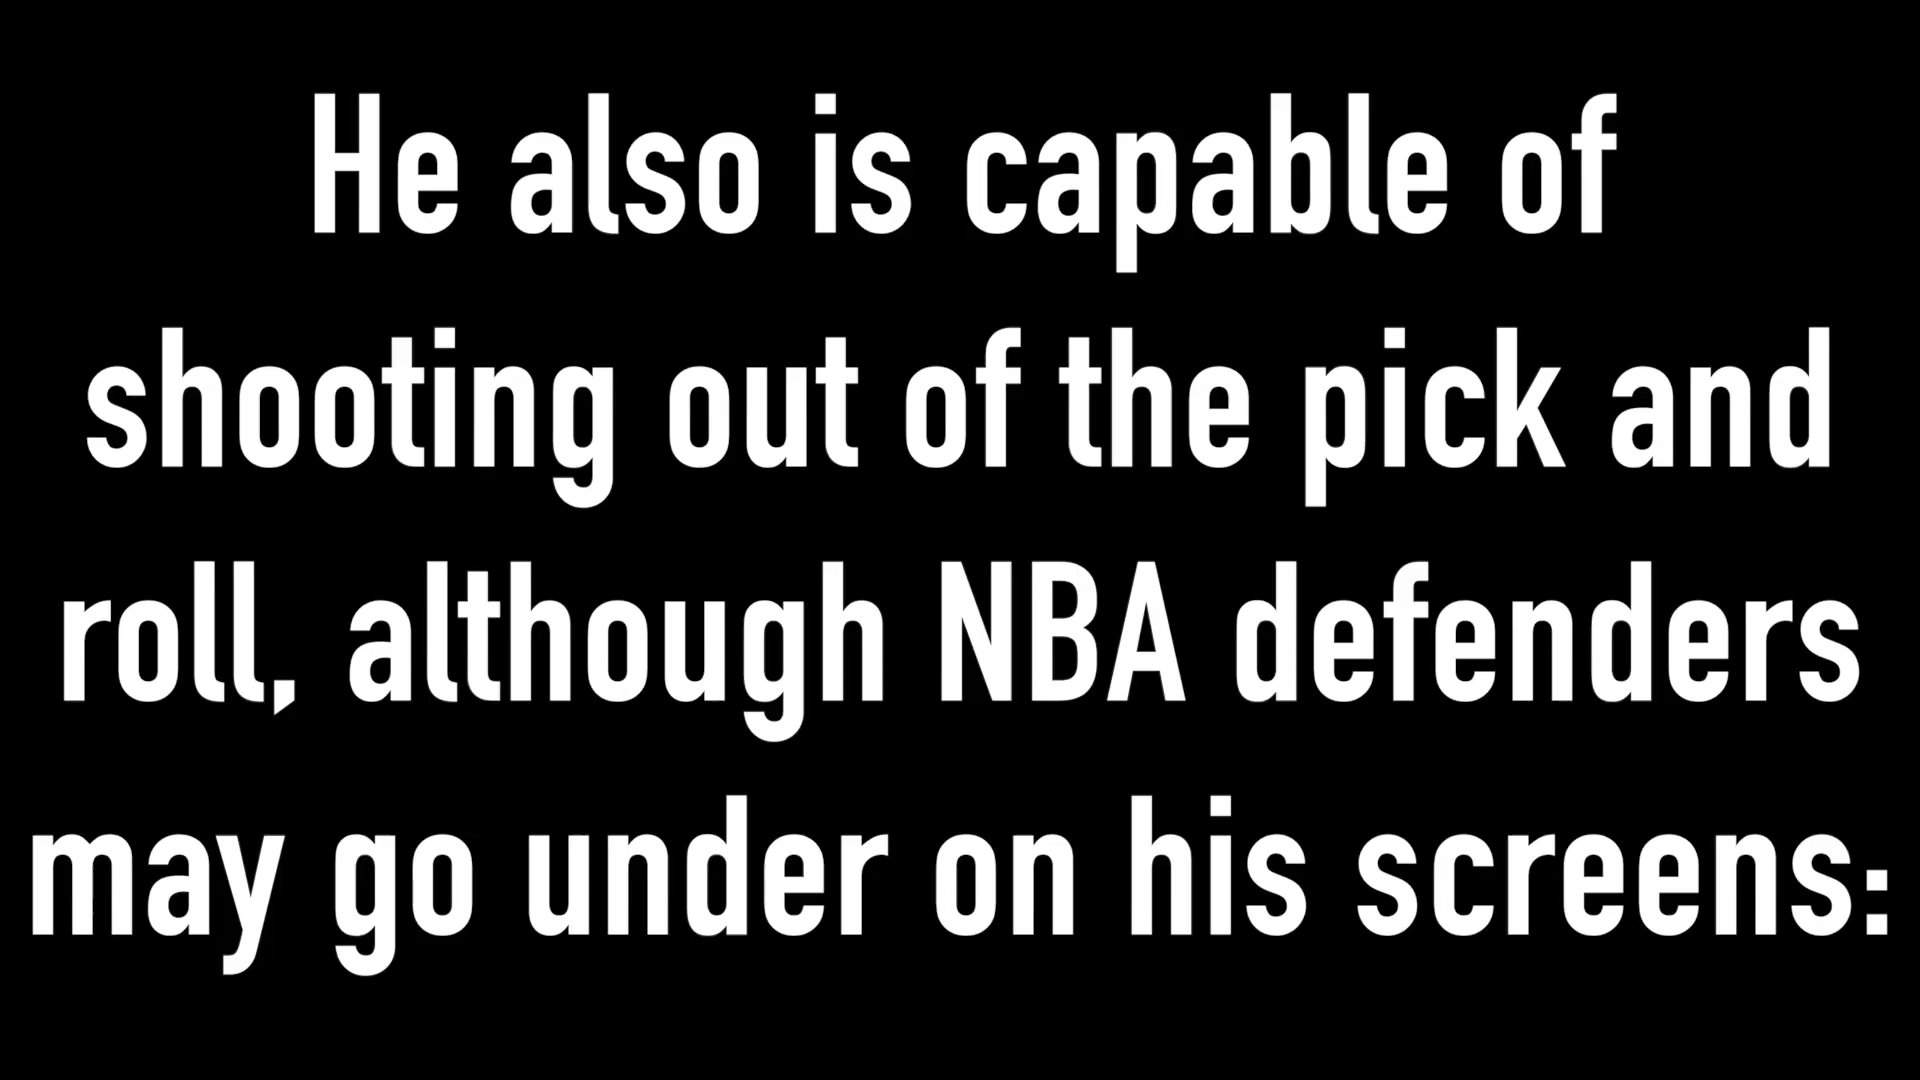 He also is capable of
shooting out of the pick and
roll, although NBA defenders
may go under on his screens: